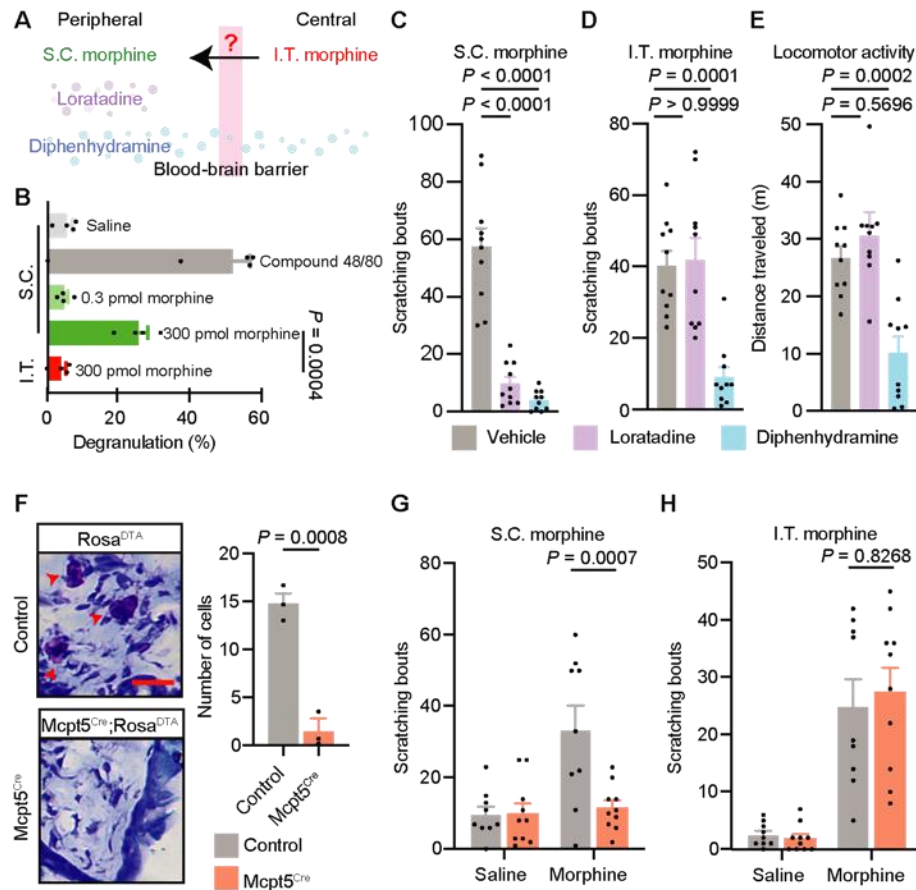 A
Peripheral
Central
S.C. morphine
?
I.T. morphine
Loratadine
Diphenhydramine
Blood-brain barrier
B
S.C.
I.T.
Saline
Compound 48/80
0.3 pmol morphine
300 pmol morphine
300 pmol morphine
P = 0.0004
0 20 40 60
Degranulation (%)
C
S.C. morphine
P < 0.0001
P < 0.0001
Scratching bouts
100
80
60
40
20
0
D
I.T. morphine
P = 0.0001
P > 0.9999
Scratching bouts
80
60
40
20
0
E
Locomotor activity
P = 0.0002
P = 0.5696
Distance traveled (m)
50
40
30
20
10
0
Vehicle
Loratadine
Diphenhydramine
F
Control
Rosa^DTA
Mcpt5^Cre
Mcpt5^Cre;Rosa^DTA
P = 0.0008
Number of cells
20
15
10
5
0
Control
Mcpt5^Cre
Control
Mcpt5^Cre
G
S.C. morphine
P = 0.0007
Scratching bouts
80
60
40
20
0
Saline Morphine
H
I.T. morphine
P = 0.8268
Scratching bouts
50
40
30
20
10
0
Saline Morphine